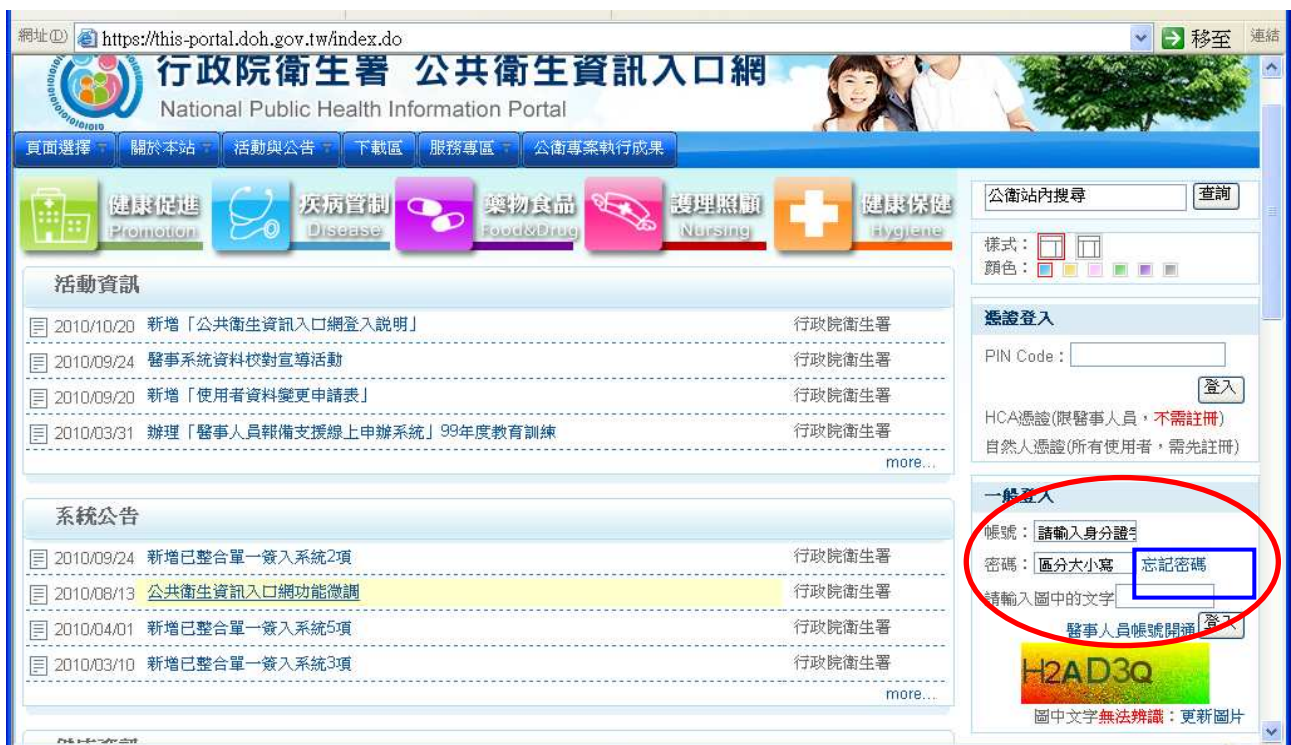 網址(D) https://this-portal.doh.gov.tw/index.do 移至 連結
行政院衛生署 公共衛生資訊入口網
National Public Health Information Portal
頁面選擇 關於本站 活動與公告 下載區 服務專區 公衛專案執行成果
健康促進 疾病管制 藥物食品 護理照顧 健康保健
Promotion Disease Food&Drug Nursing Hygiene
活動資訊
2010/10/20 新增「公共衛生資訊入口網登入說明」 行政院衛生署
2010/09/24 醫事系統資料校對宣導活動 行政院衛生署
2010/09/20 新增「使用者資料變更申請表」 行政院衛生署
2010/03/31 辦理「醫事人員報備支援線上申辦系統」99年度教育訓練 行政院衛生署
more...
系統公告
2010/09/24 新增已整合單一簽入系統2項 行政院衛生署
2010/08/13 公共衛生資訊入口網功能微調 行政院衛生署
2010/04/01 新增已整合單一簽入系統5項 行政院衛生署
2010/03/10 新增已整合單一簽入系統3項 行政院衛生署
more...
公衛站內搜尋 查詢
樣式：
顏色：
憑證登入
PIN Code：
登入
HCA憑證(限醫事人員，不需註冊)
自然人憑證(所有使用者，需先註冊)
一般登入
帳號：請輸入身分證字
密碼：區分大小寫 忘記密碼
請輸入圖中的文字
醫事人員帳號開通 登入
H2AD3Q
圖中文字無法辨識：更新圖片